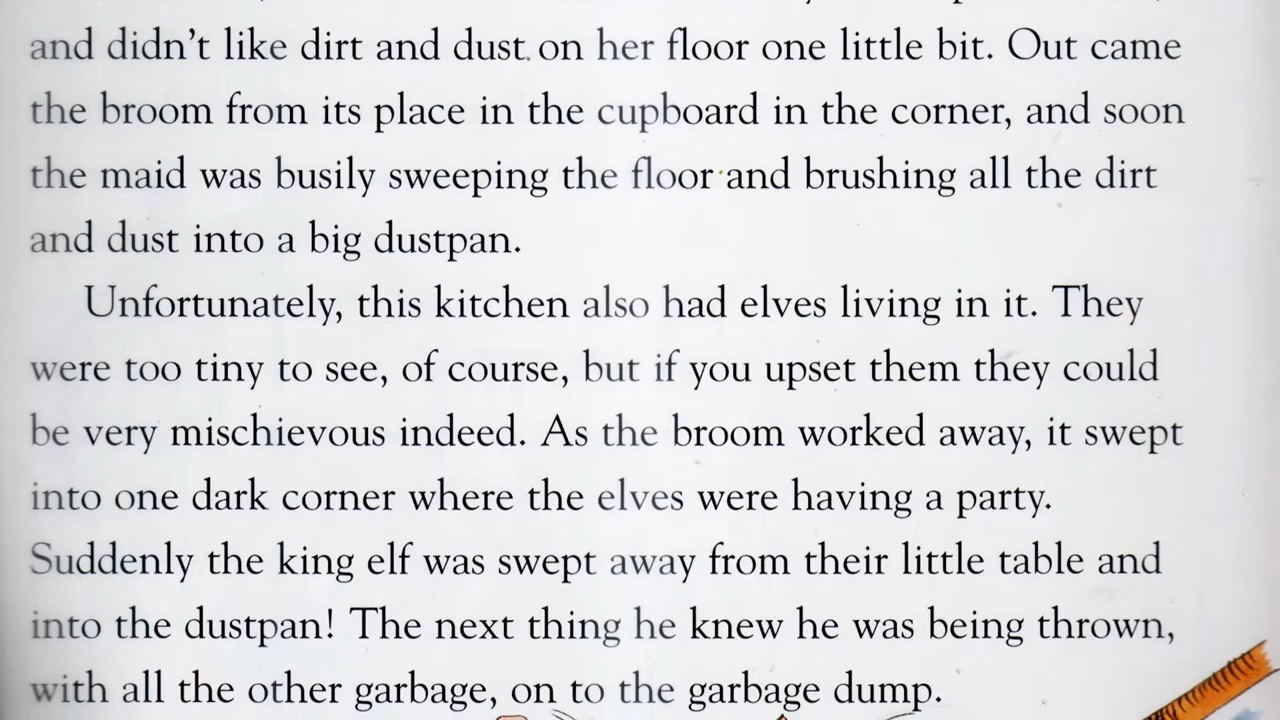 and didn't like dirt and dust on her floor one little bit. Out came
the broom from its place in the cupboard in the corner, and soon
the maid was busily sweeping the floor and brushing all the dirt
and dust into a big dustpan.
Unfortunately, this kitchen also had elves living in it. They
were too tiny to see, of course, but if you upset them they could
be very mischievous indeed. As the broom worked away, it swept
into one dark corner where the elves were having a party.
Suddenly the king elf was swept away from their little table and
into the dustpan! The next thing he knew he was being thrown,
with all the other garbage, on to the garbage dump.